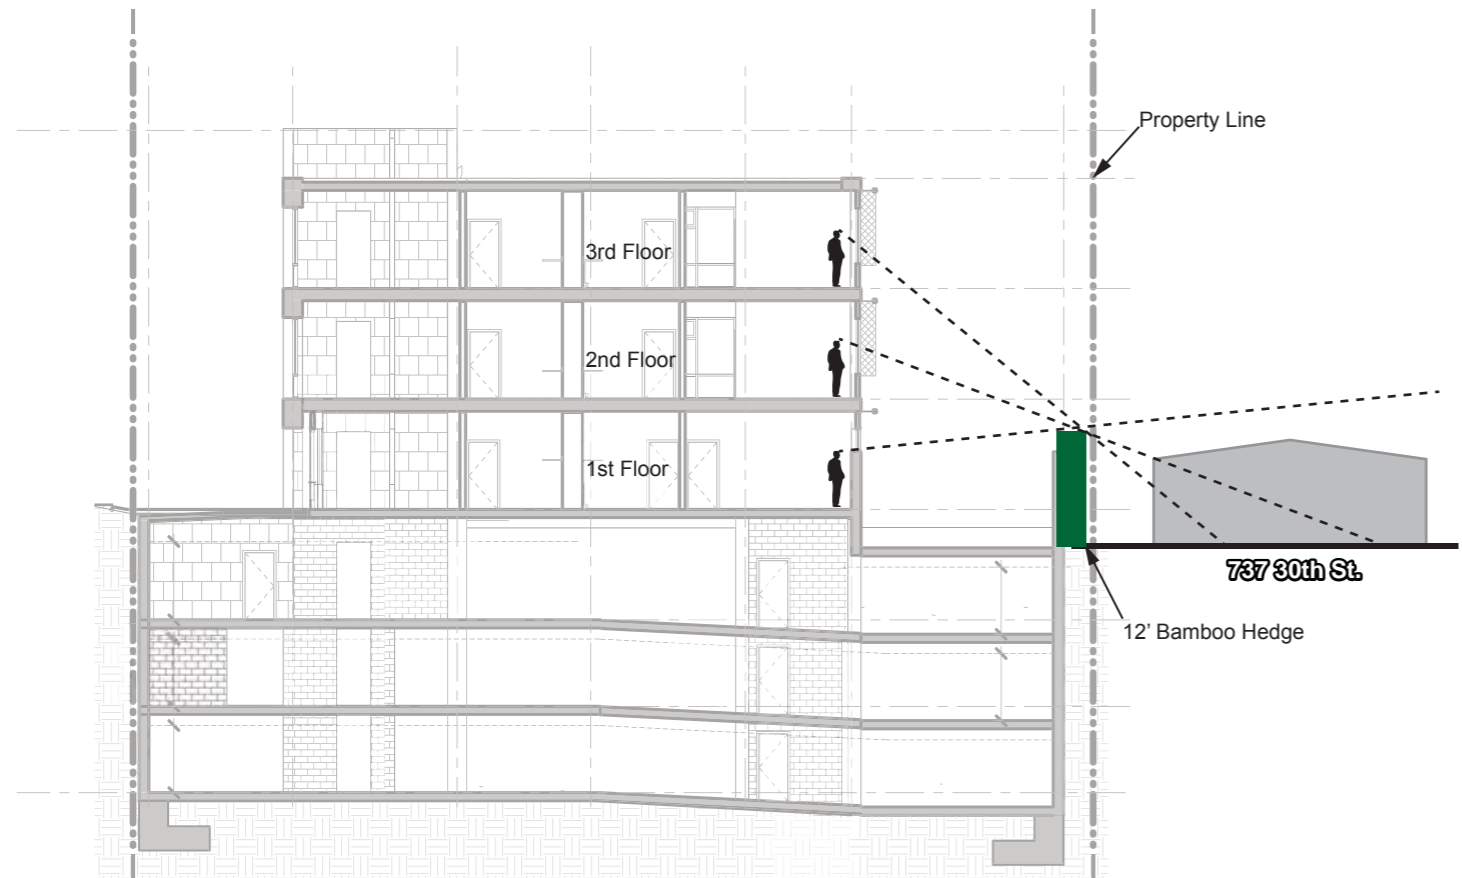 Property Line
3rd Floor
2nd Floor
1st Floor
737 30th St.
12' Bamboo Hedge